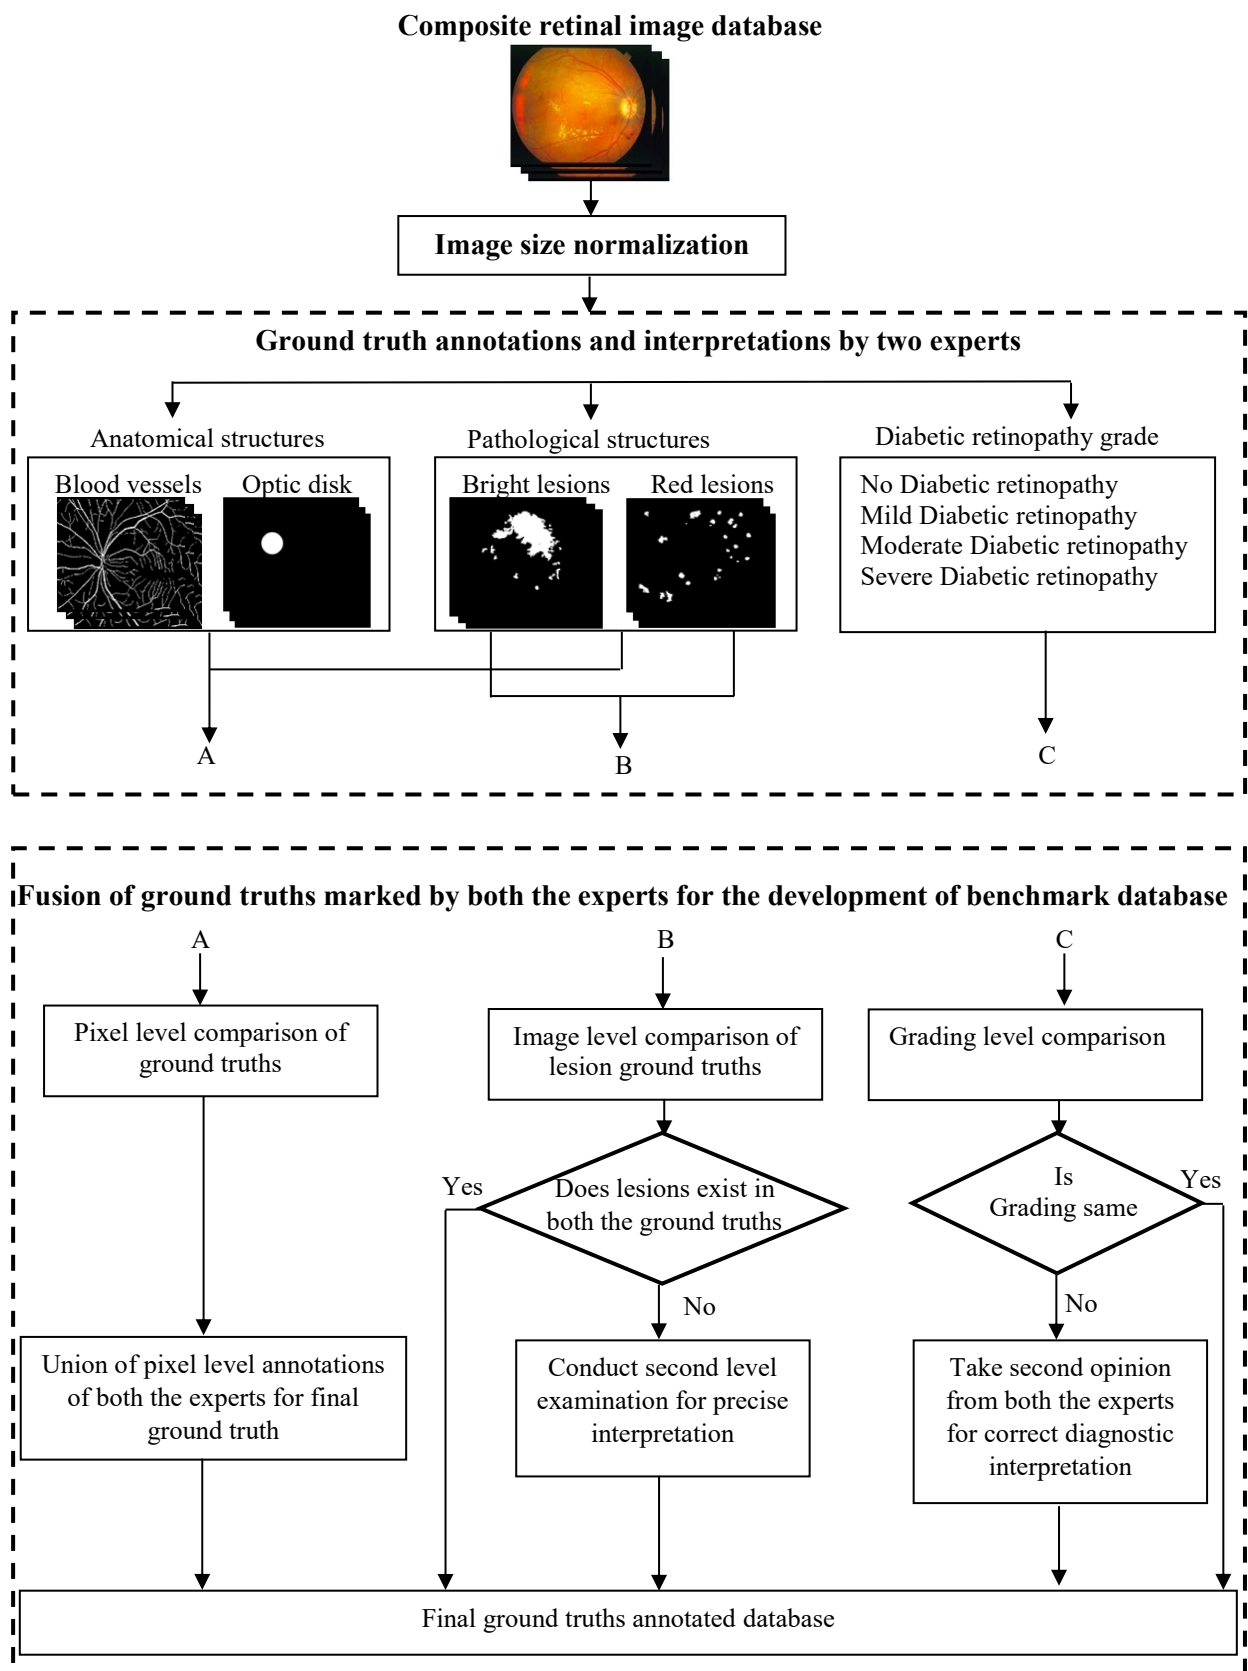 Composite retinal image database
Image size normalization
Ground truth annotations and interpretations by two experts
Anatomical structures
Blood vessels
Optic disk
Pathological structures
Bright lesions
Red lesions
Diabetic retinopathy grade
No Diabetic retinopathy
Mild Diabetic retinopathy
Moderate Diabetic retinopathy
Severe Diabetic retinopathy
A
B
C
Fusion of ground truths marked by both the experts for the development of benchmark database
A
Pixel level comparison of
ground truths
Union of pixel level annotations
of both the experts for final
ground truth
B
Image level comparison of
lesion ground truths
Yes
Does lesions exist in
both the ground truths
No
Conduct second level
examination for precise
interpretation
C
Grading level comparison
Is
Grading same
Yes
No
Take second opinion
from both the experts
for correct diagnostic
interpretation
Final ground truths annotated database